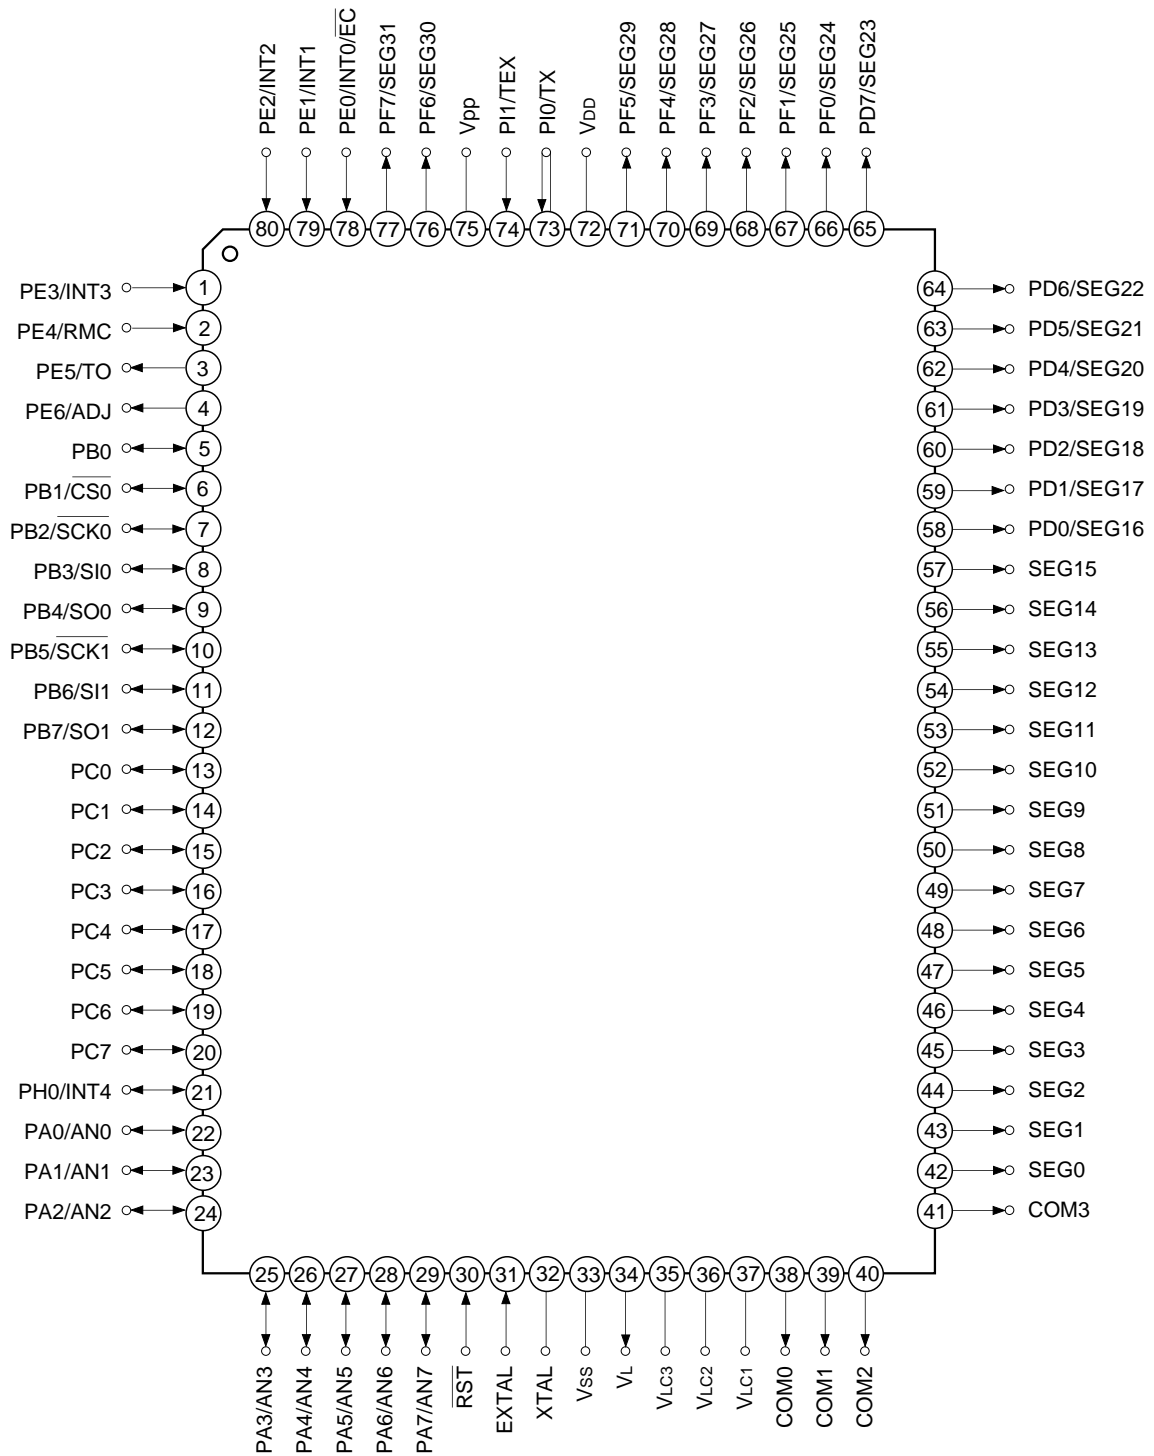 PE2/INT2
PE1/INT1
PE0/INT0/EC
PF7/SEG31
PF6/SEG30
Vpp
PI1/TEX
PI0/TX
VDD
PF5/SEG29
PF4/SEG28
PF3/SEG27
PF2/SEG26
PF1/SEG25
PF0/SEG24
PD7/SEG23
80 79 78 77 76 75 74 73 72 71 70 69 68 67 66 65
PE3/INT3 1
PE4/RMC 2
PE5/TO 3
PE6/ADJ 4
PB0 5
PB1/CS0 6
PB2/SCK0 7
PB3/SI0 8
PB4/SO0 9
PB5/SCK1 10
PB6/SI1 11
PB7/SO1 12
PC0 13
PC1 14
PC2 15
PC3 16
PC4 17
PC5 18
PC6 19
PC7 20
PH0/INT4 21
PA0/AN0 22
PA1/AN1 23
PA2/AN2 24
64 PD6/SEG22
63 PD5/SEG21
62 PD4/SEG20
61 PD3/SEG19
60 PD2/SEG18
59 PD1/SEG17
58 PD0/SEG16
57 SEG15
56 SEG14
55 SEG13
54 SEG12
53 SEG11
52 SEG10
51 SEG9
50 SEG8
49 SEG7
48 SEG6
47 SEG5
46 SEG4
45 SEG3
44 SEG2
43 SEG1
42 SEG0
41 COM3
25 26 27 28 29 30 31 32 33 34 35 36 37 38 39 40
PA3/AN3
PA4/AN4
PA5/AN5
PA6/AN6
PA7/AN7
RST
EXTAL
XTAL
VSS
VL
VLC3
VLC2
VLC1
COM0
COM1
COM2